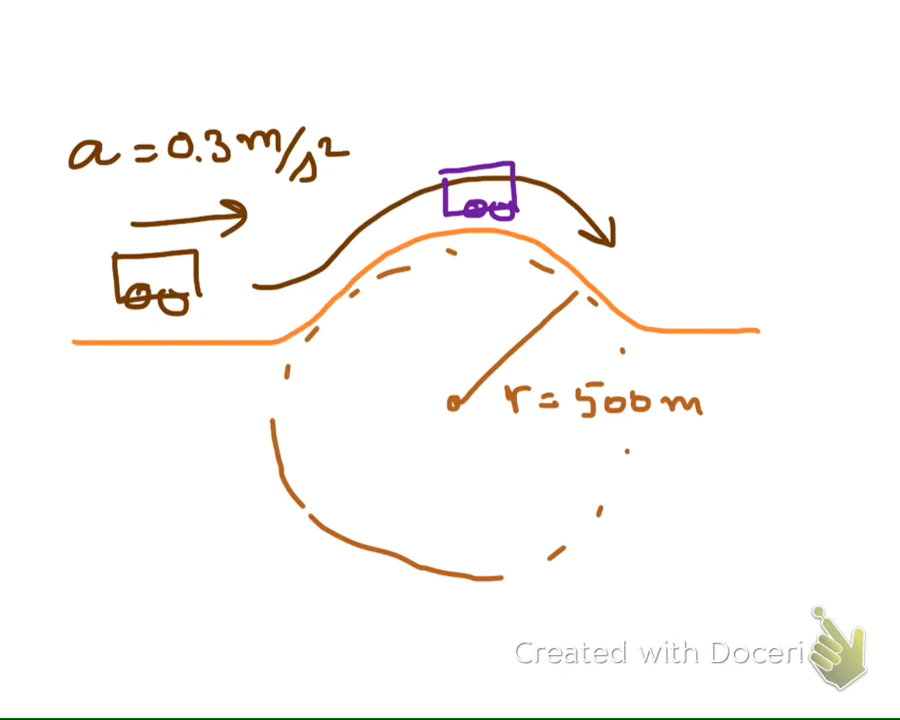 a = 0.3 m/s²
r = 500 m
Created with Doceri